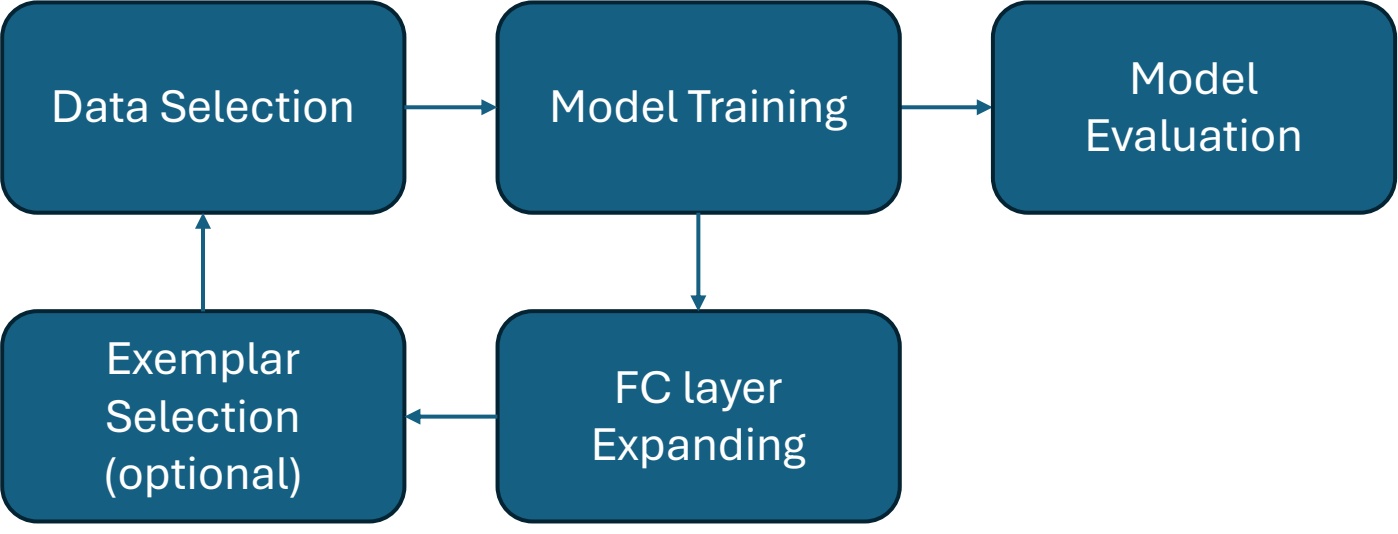 Data Selection
Model Training
Model
Evaluation
Exemplar
Selection
(optional)
FC layer
Expanding